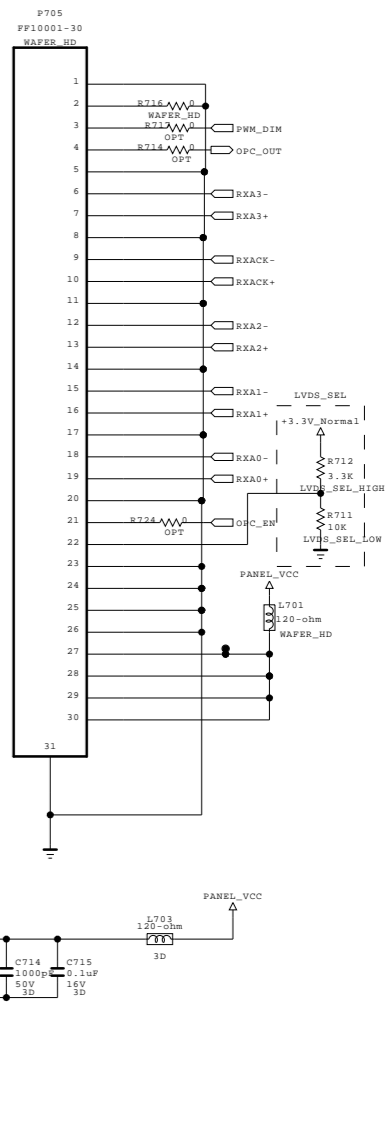 P705
FF10001-30
WAFER_HD
1
2
R716 0
WAFER_HD
3
R717 0
PWM_DIM
OPT
4
R714 0
OPC_OUT
OPT
5
6
RXA3-
7
RXA3+
8
9
RXACK-
10
RXACK+
11
12
RXA2-
13
RXA2+
14
15
RXA1-
LVDS_SEL
16
RXA1+
+3.3V_Normal
17
18
RXA0-
R712
19
RXA0+
3.3K
LVDS_SEL_HIGH
20
21
R724 0
OPC_EN
OPT
R711
10K
22
LVDS_SEL_LOW
23
PANEL_VCC
24
25
L701
120-ohm
26
WAFER_HD
27
28
29
30
31
PANEL_VCC
L703
120-ohm
3D
C714
1000pF
50V
3D
C715
0.1uF
16V
3D